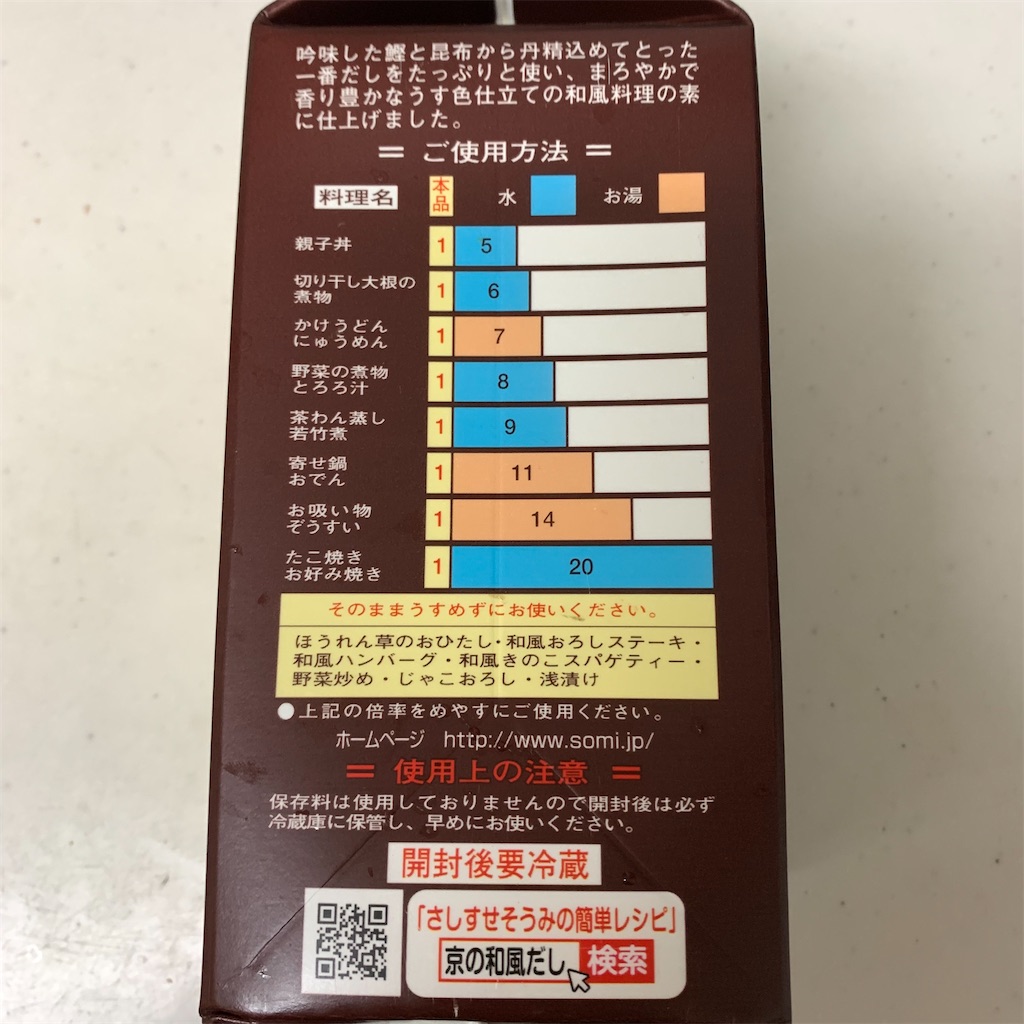 吟味した鰹と昆布から丹精込めてとった
一番だしをたっぷりと使い、まろやかで
香り豊かなうす色仕立ての和風料理の素
に仕上げました。
= ご使用方法 =
料理名 本品 水 お湯
親子丼 1 5
切り干し大根の
煮物 1 6
かけうどん
にゅうめん 1 7
野菜の煮物
とろろ汁 1 8
茶わん蒸し
若竹煮 1 9
寄せ鍋
おでん 1 11
お吸い物
ぞうすい 1 14
たこ焼き
お好み焼き 1 20
そのままうすめずにお使いください。
ほうれん草のおひたし・和風おろしステーキ・
和風ハンバーグ・和風きのこスパゲティー・
野菜炒め・じゃこおろし・浅漬け
●上記の倍率をめやすにご使用ください。
ホームページ http://www.somi.jp/
= 使用上の注意 =
保存料は使用しておりませんので開封後は必ず
冷蔵庫に保管し、早めにお使いください。
開封後要冷蔵
「さしすせそうみの簡単レシピ」
京の和風だし 検索